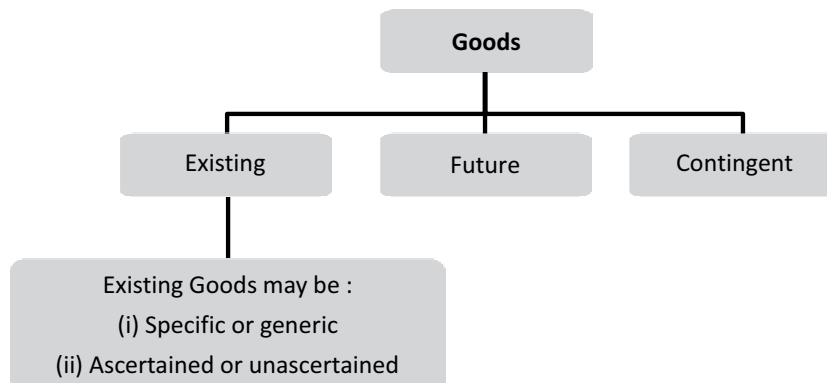 Goods
Existing
Future
Contingent
Existing Goods may be :
(i) Specific or generic
(ii) Ascertained or unascertained